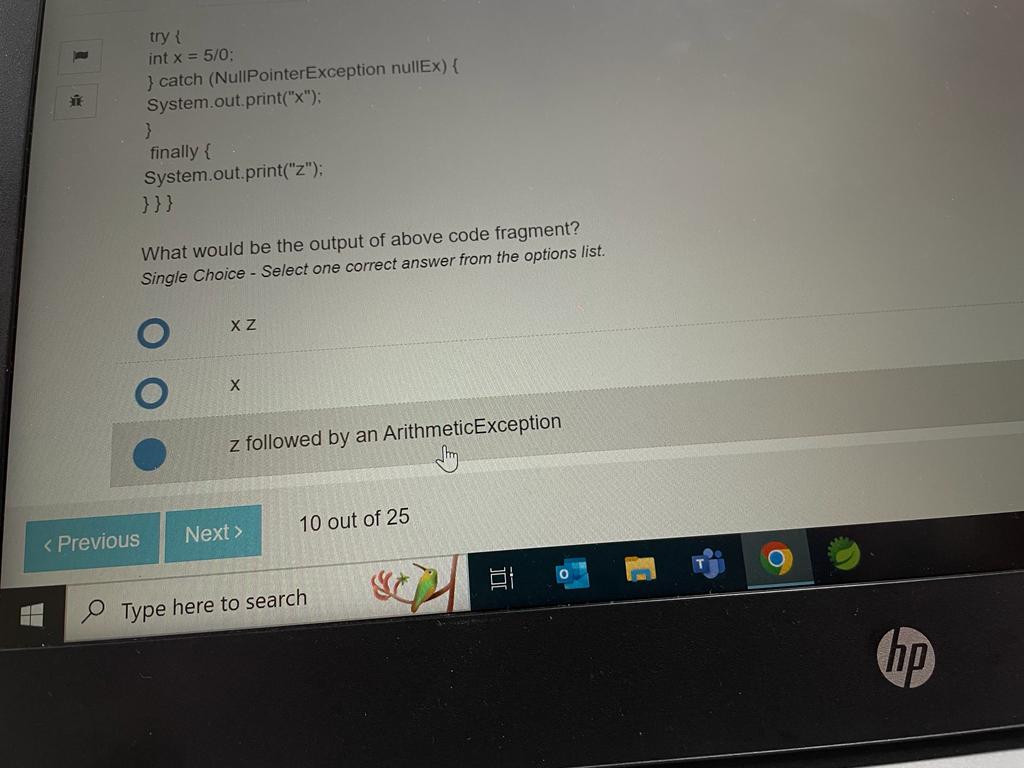 try {
int x = 5/0;
} catch (NullPointerException nullEx) {
System.out.print("x");
}
finally {
System.out.print("z");
} } }
What would be the output of above code fragment?
Single Choice - Select one correct answer from the options list.
x z
x
z followed by an ArithmeticException
< Previous
Next >
10 out of 25
Type here to search
hp